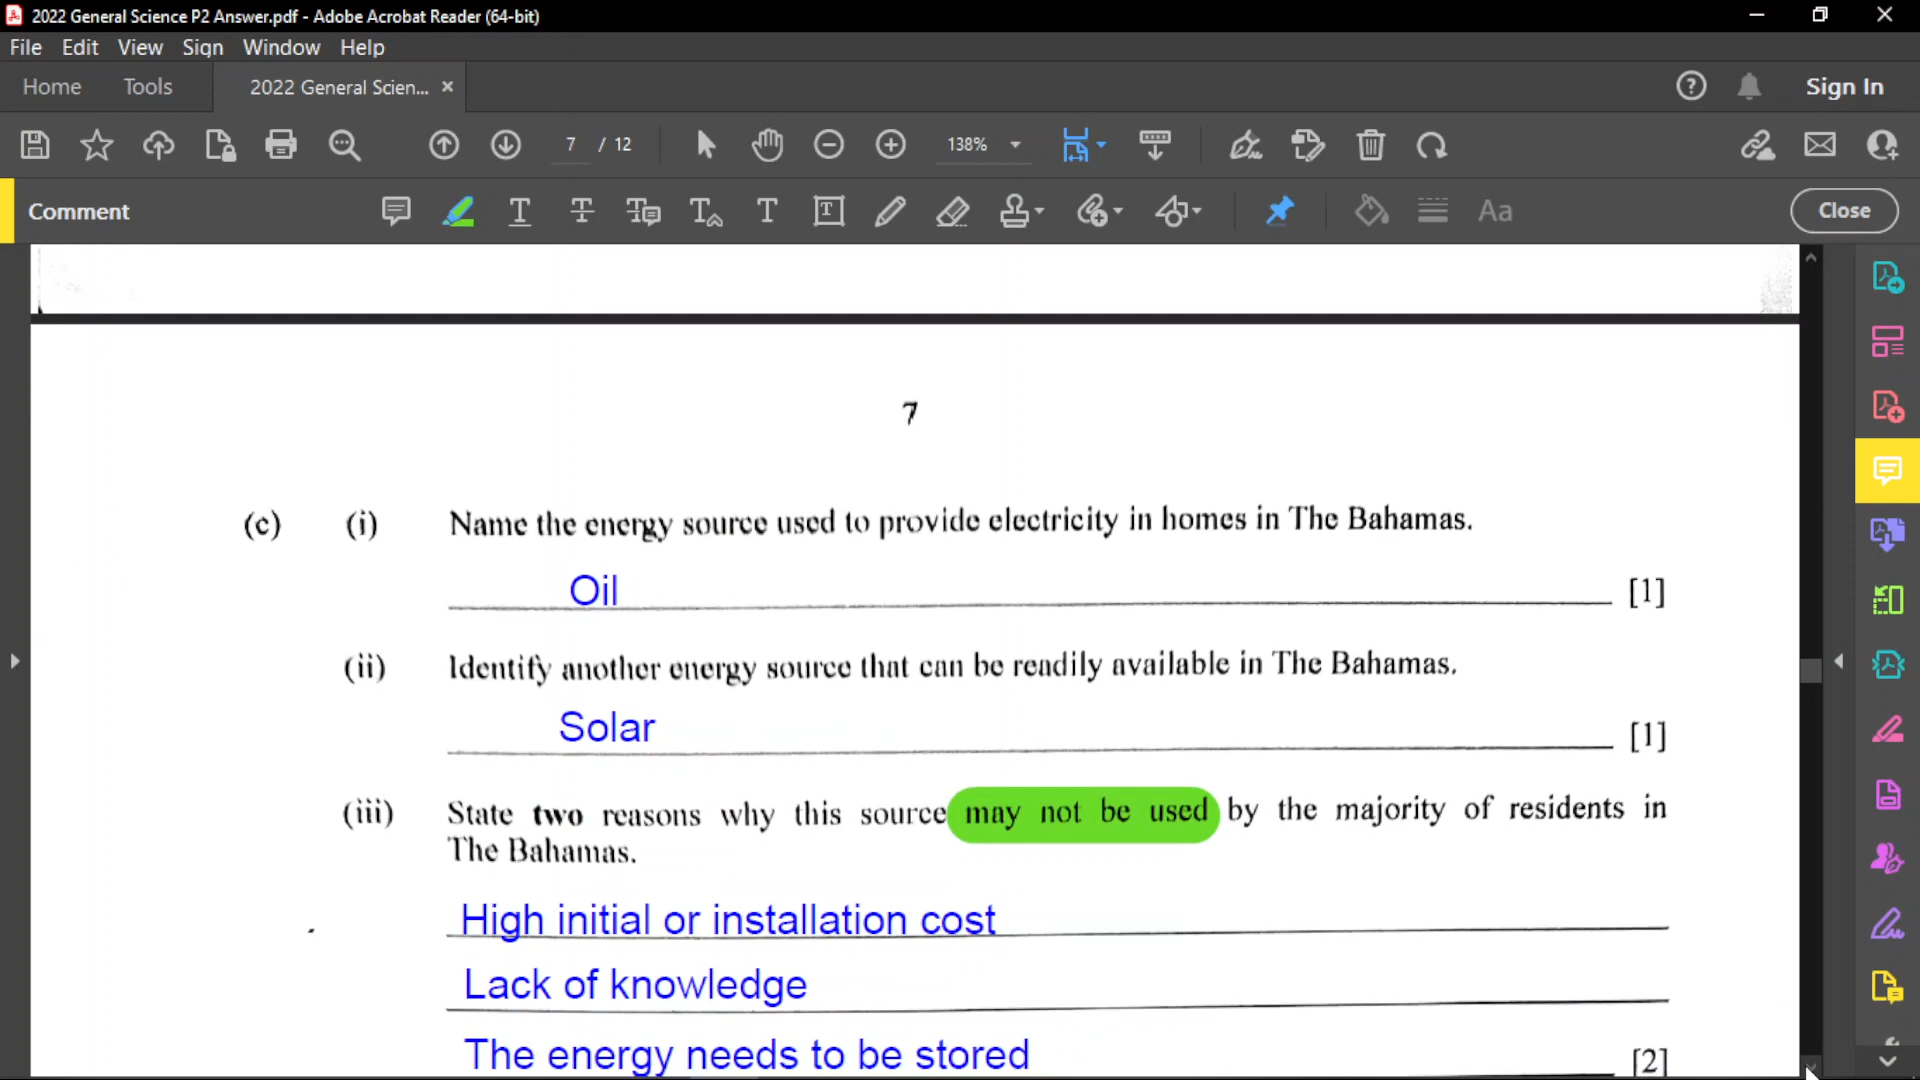 2022 General Science P2 Answer.pdf - Adobe Acrobat Reader (64-bit)
File Edit View Sign Window Help
Home Tools 2022 General Scien... × Sign In
7 / 12 138%
Comment Close
7
(c) (i) Name the energy source used to provide electricity in homes in The Bahamas.
Oil [1]
(ii) Identify another energy source that can be readily available in The Bahamas.
Solar [1]
(iii) State two reasons why this source may not be used by the majority of residents in
The Bahamas.
High initial or installation cost
Lack of knowledge
The energy needs to be stored [2]